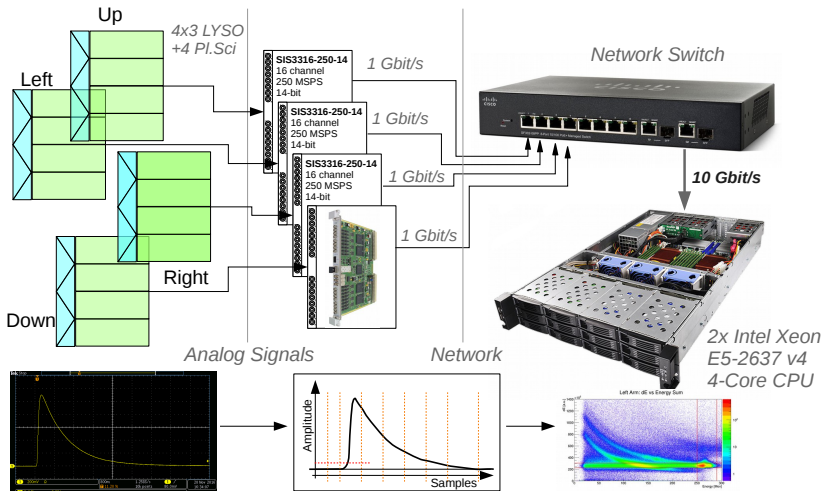 Up
4x3 LYSO
+4 Pl.Sci
Left
Right
Down
SIS3316-250-14
16 channel
250 MSPS
14-bit
SIS3316-250-14
16 channel
250 MSPS
14-bit
SIS3316-250-14
16 channel
250 MSPS
14-bit
1 Gbit/s
1 Gbit/s
1 Gbit/s
1 Gbit/s
Network Switch
CISCO
10 Gbit/s
2x Intel Xeon
E5-2637 v4
4-Core CPU
Analog Signals
Network
Amplitude
Samples
Left Arm: dE vs Energy Sum